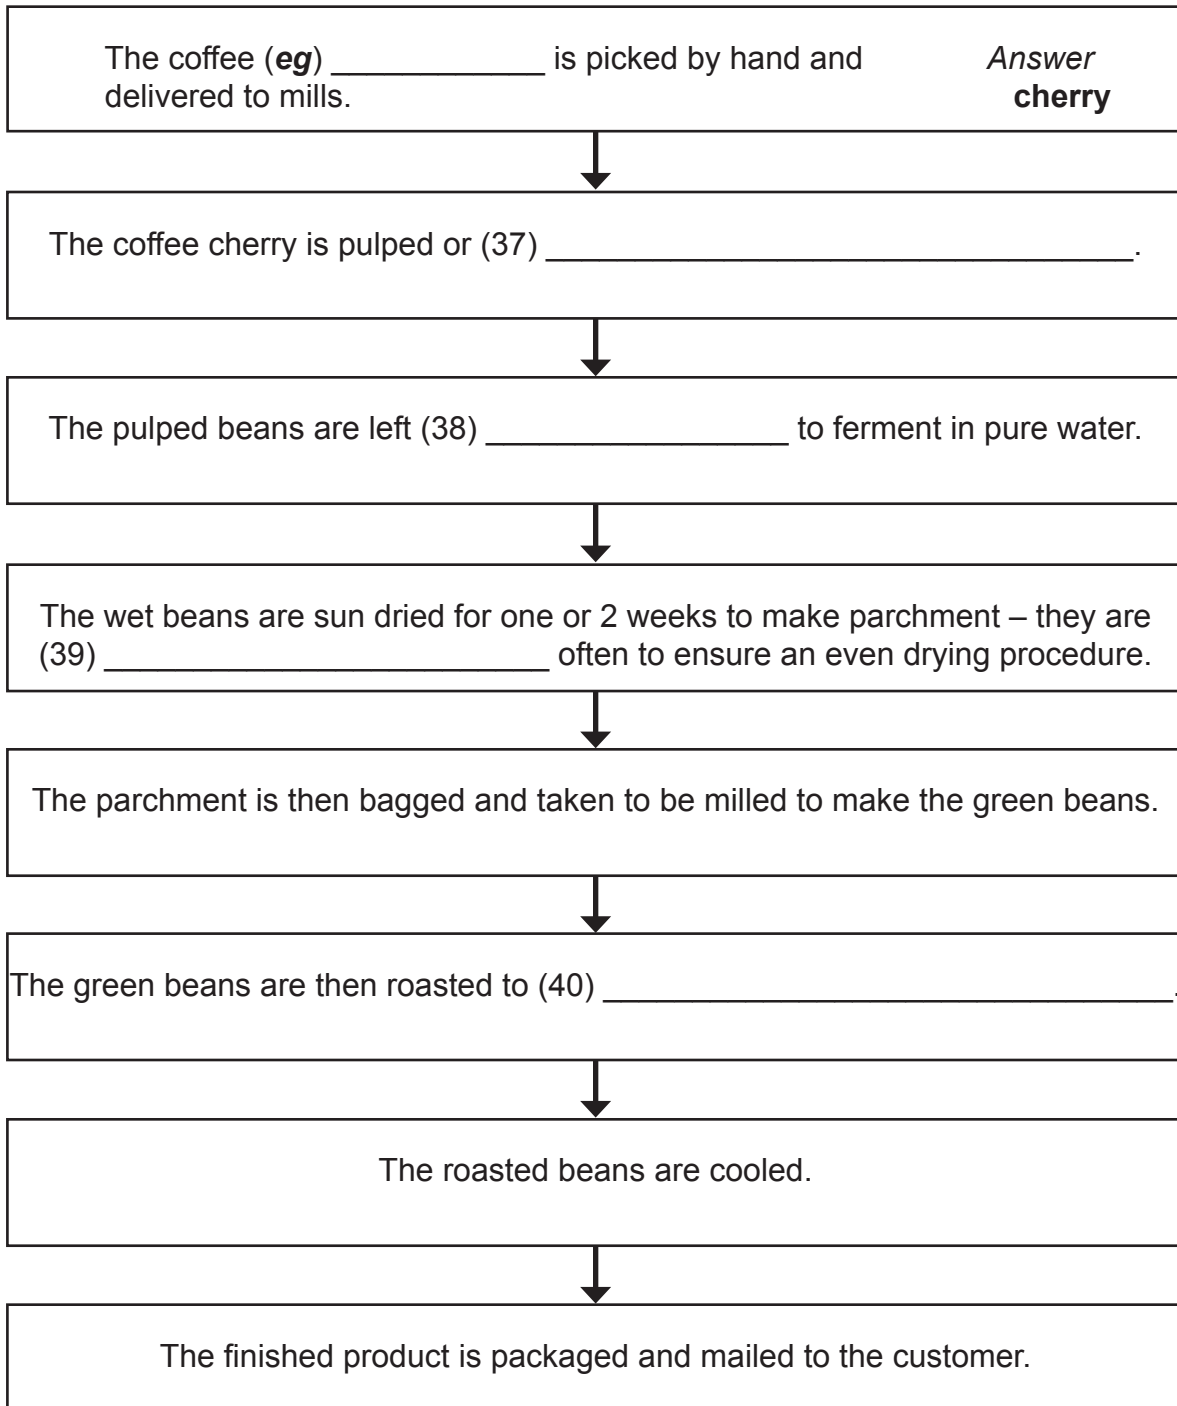 The coffee (eg) ____________ is picked by hand and Answer
delivered to mills. cherry
The coffee cherry is pulped or (37) _________________________________.
The pulped beans are left (38) _________________ to ferment in pure water.
The wet beans are sun dried for one or 2 weeks to make parchment – they are
(39) _________________________ often to ensure an even drying procedure.
The parchment is then bagged and taken to be milled to make the green beans.
The green beans are then roasted to (40) ________________________________.
The roasted beans are cooled.
The finished product is packaged and mailed to the customer.